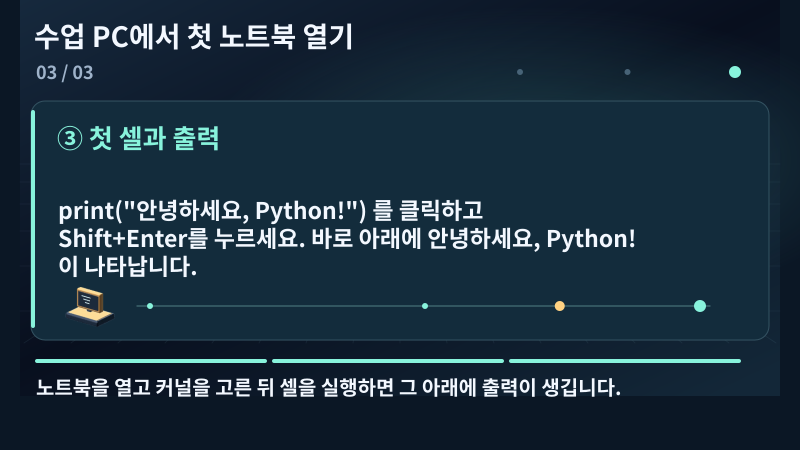 수업 PC에서 첫 노트북 열기
03 / 03
③ 첫 셀과 출력
print("안녕하세요, Python!") 를 클릭하고
Shift+Enter를 누르세요. 바로 아래에 안녕하세요, Python!
이 나타납니다.
노트북을 열고 커널을 고른 뒤 셀을 실행하면 그 아래에 출력이 생깁니다.